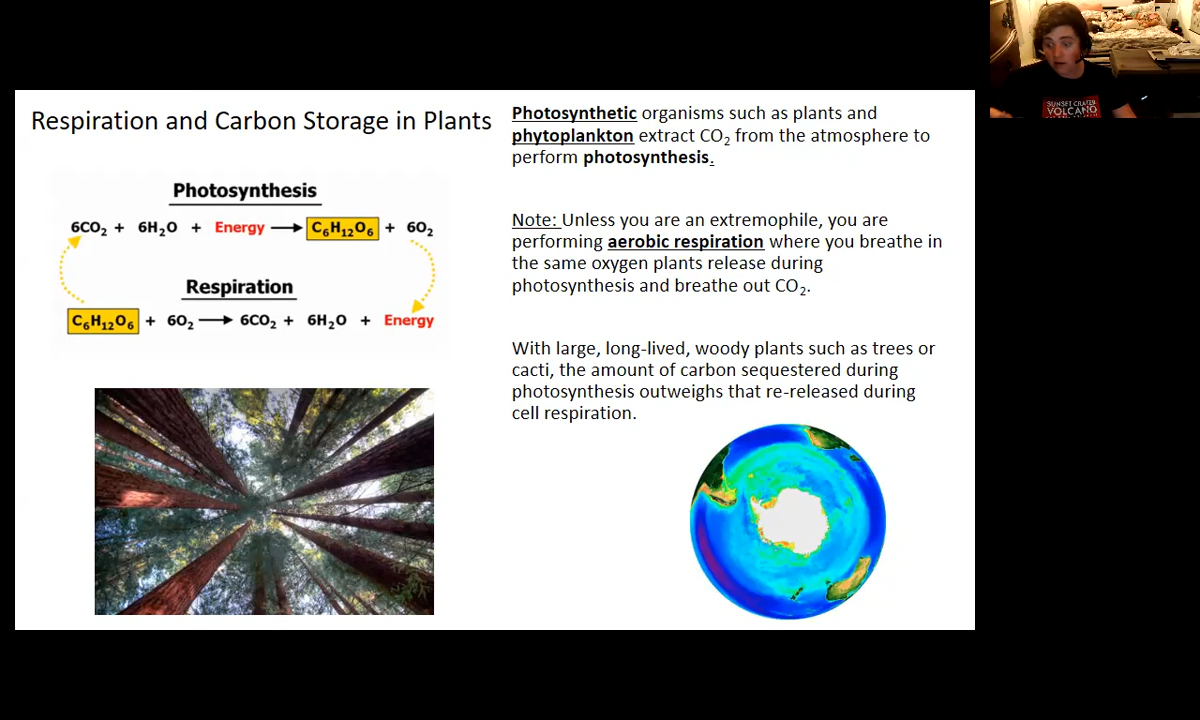 Respiration and Carbon Storage in Plants
Photosynthesis
6CO₂ + 6H₂O + Energy ⟶ C₆H₁₂O₆ + 6O₂
Respiration
C₆H₁₂O₆ + 6O₂ ⟶ 6CO₂ + 6H₂O + Energy
Photosynthetic organisms such as plants and
phytoplankton extract CO₂ from the atmosphere to
perform photosynthesis.
Note: Unless you are an extremophile, you are
performing aerobic respiration where you breathe in
the same oxygen plants release during
photosynthesis and breathe out CO₂.
With large, long-lived, woody plants such as trees or
cacti, the amount of carbon sequestered during
photosynthesis outweighs that re-released during
cell respiration.
SUNSET CRATER
VOLCANO